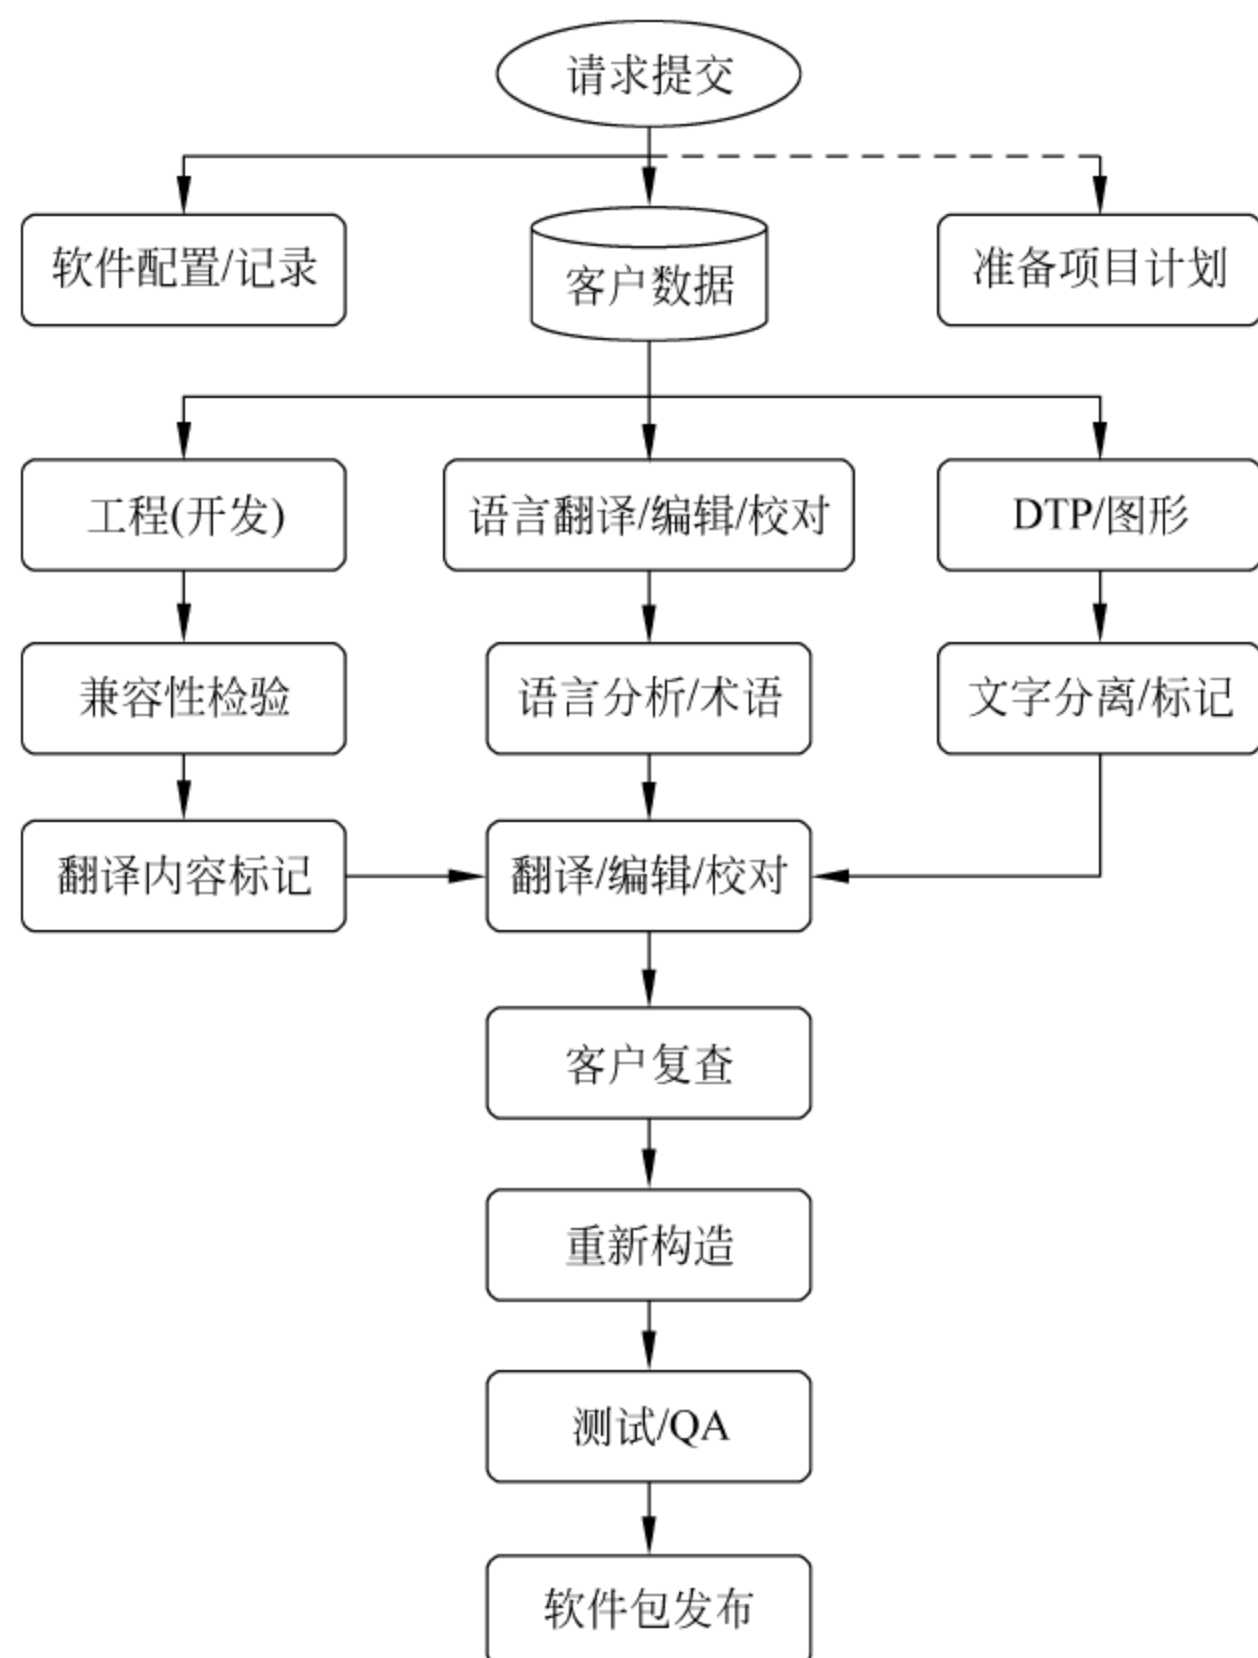 请求提交
软件配置/记录
客户数据
准备项目计划
工程(开发)
语言翻译/编辑/校对
DTP/图形
兼容性检验
语言分析/术语
文字分离/标记
翻译内容标记
翻译/编辑/校对
客户复查
重新构造
测试/QA
软件包发布